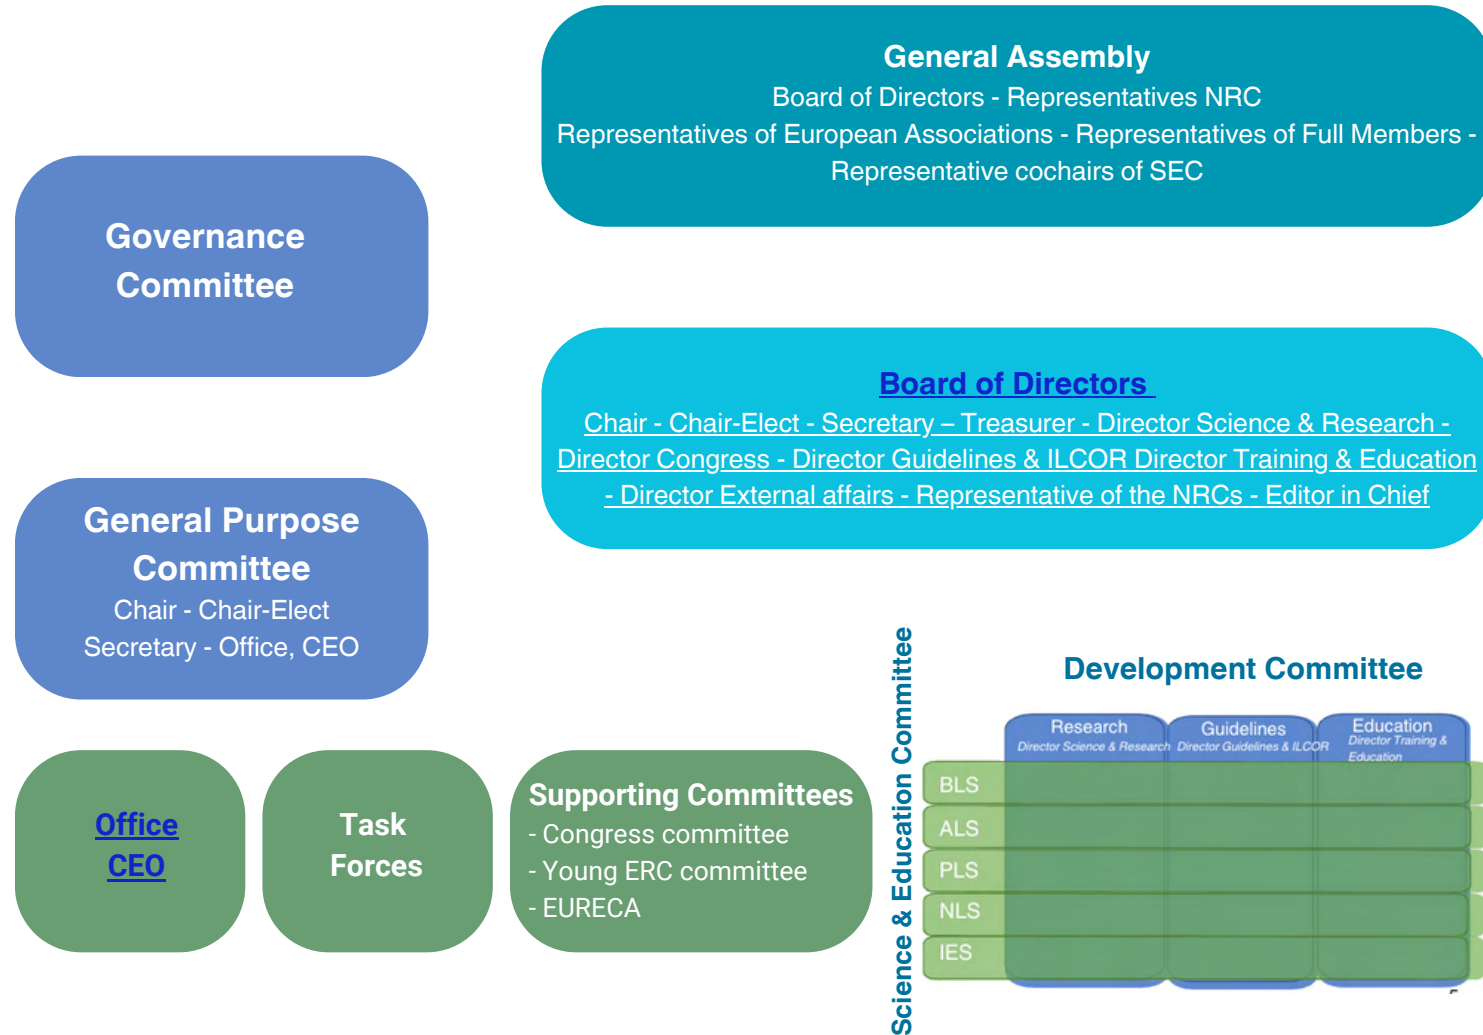 General Assembly
Board of Directors - Representatives NRC
Representatives of European Associations - Representatives of Full Members -
Representative cochairs of SEC
Governance
Committee
Board of Directors
Chair - Chair-Elect - Secretary – Treasurer - Director Science & Research -
Director Congress - Director Guidelines & ILCOR Director Training & Education
- Director External affairs - Representative of the NRCs - Editor in Chief
General Purpose
Committee
Chair - Chair-Elect
Secretary - Office, CEO
Office
CEO
Task
Forces
Supporting Committees
- Congress committee
- Young ERC committee
- EURECA
Science & Education Committee
Development Committee
Research
Director Science & Research
Guidelines
Director Guidelines & ILCOR
Education
Director Training &
Education
BLS
ALS
PLS
NLS
IES